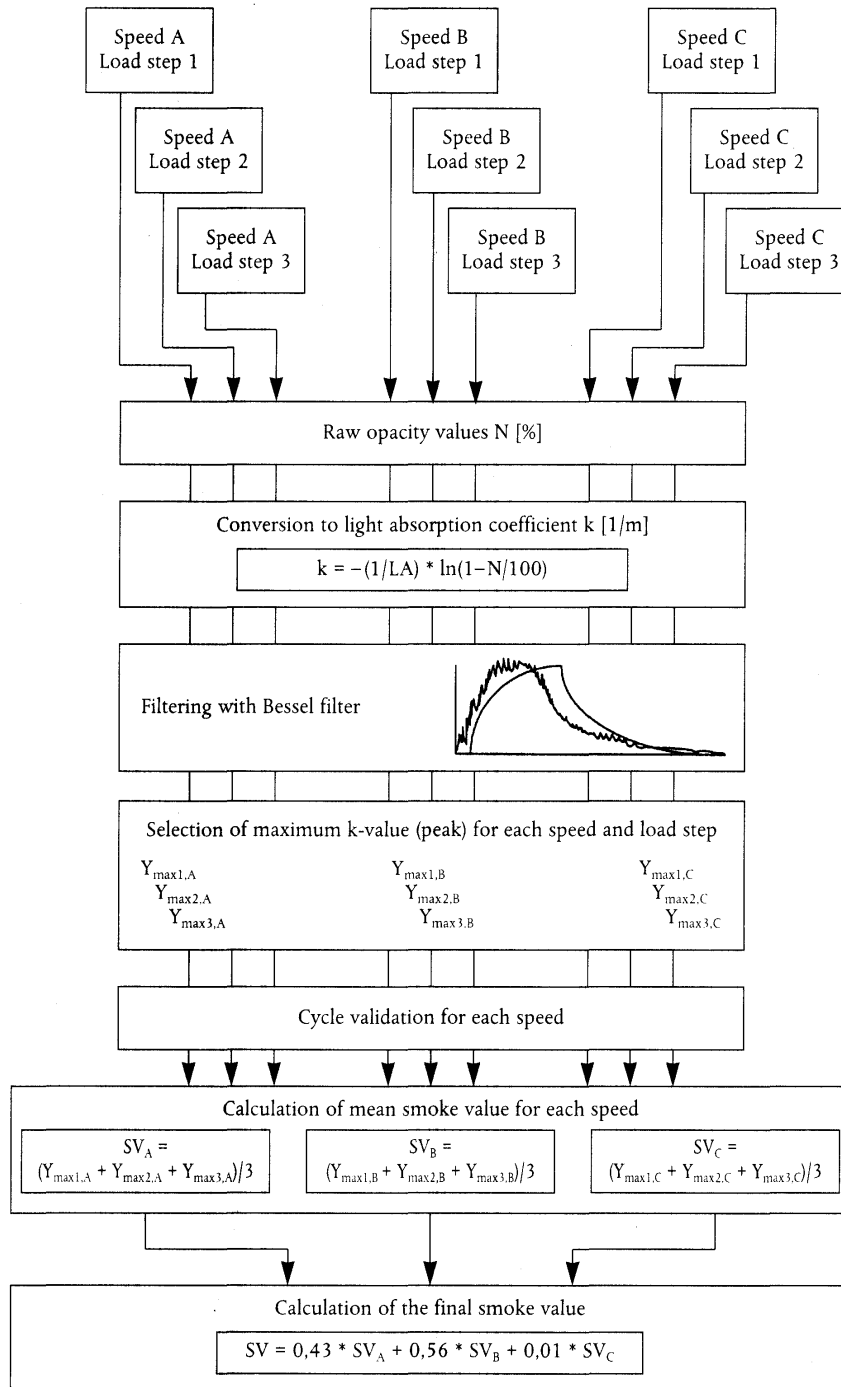 Speed A
Load step 1
Speed B
Load step 1
Speed C
Load step 1
Speed A
Load step 2
Speed B
Load step 2
Speed C
Load step 2
Speed A
Load step 3
Speed B
Load step 3
Speed C
Load step 3
Raw opacity values N [%]
Conversion to light absorption coefficient k [1/m]
k = −(1/LA) * ln(1−N/100)
Filtering with Bessel filter
Selection of maximum k-value (peak) for each speed and load step
Ymax1,A
Ymax1,B
Ymax1,C
Ymax2,A
Ymax2,B
Ymax2,C
Ymax3,A
Ymax3,B
Ymax3,C
Cycle validation for each speed
Calculation of mean smoke value for each speed
SVA =
(Ymax1,A + Ymax2,A + Ymax3,A)/3
SVB =
(Ymax1,B + Ymax2,B + Ymax3,B)/3
SVC =
(Ymax1,C + Ymax2,C + Ymax3,C)/3
Calculation of the final smoke value
SV = 0,43 * SVA + 0,56 * SVB + 0,01 * SVC